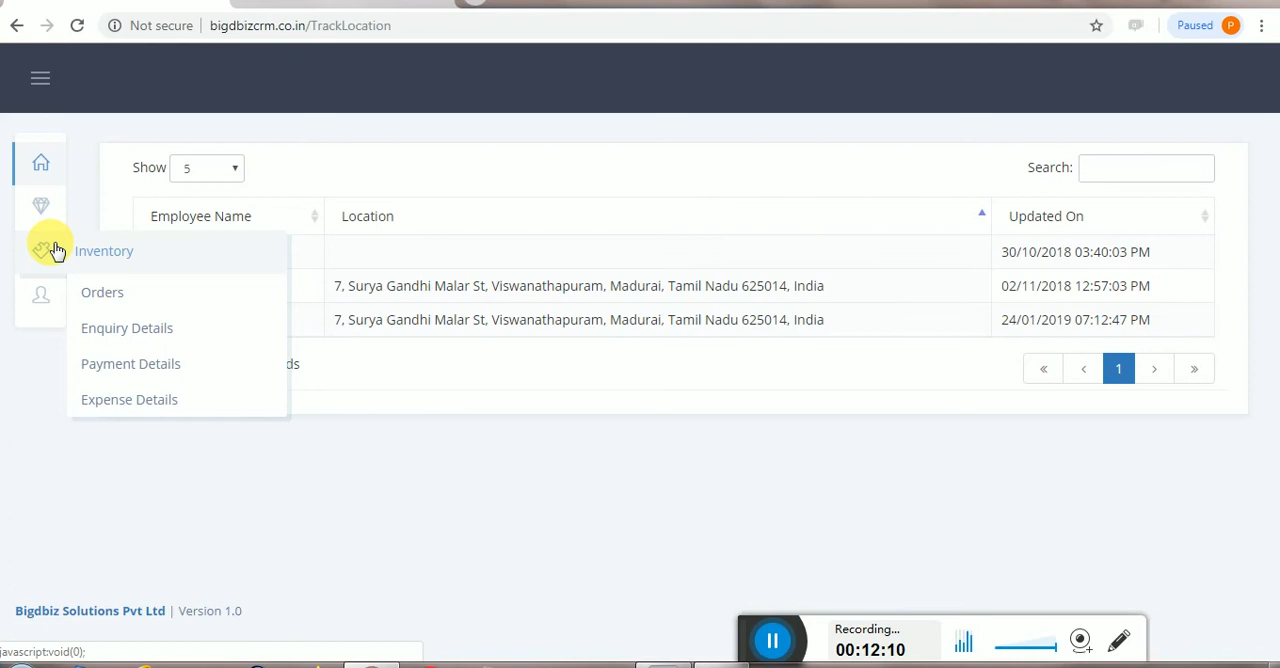 Not secure | bigdbizcrm.co.in/TrackLocation
Paused P
Show 5 Search:
Employee Name Location Updated On
Inventory 30/10/2018 03:40:03 PM
Orders 7, Surya Gandhi Malar St, Viswanathapuram, Madurai, Tamil Nadu 625014, India 02/11/2018 12:57:03 PM
Enquiry Details 7, Surya Gandhi Malar St, Viswanathapuram, Madurai, Tamil Nadu 625014, India 24/01/2019 07:12:47 PM
Payment Details ds « ‹ 1 › »
Expense Details
Bigdbiz Solutions Pvt Ltd | Version 1.0
Recording...
00:12:10
javascript:void(0);